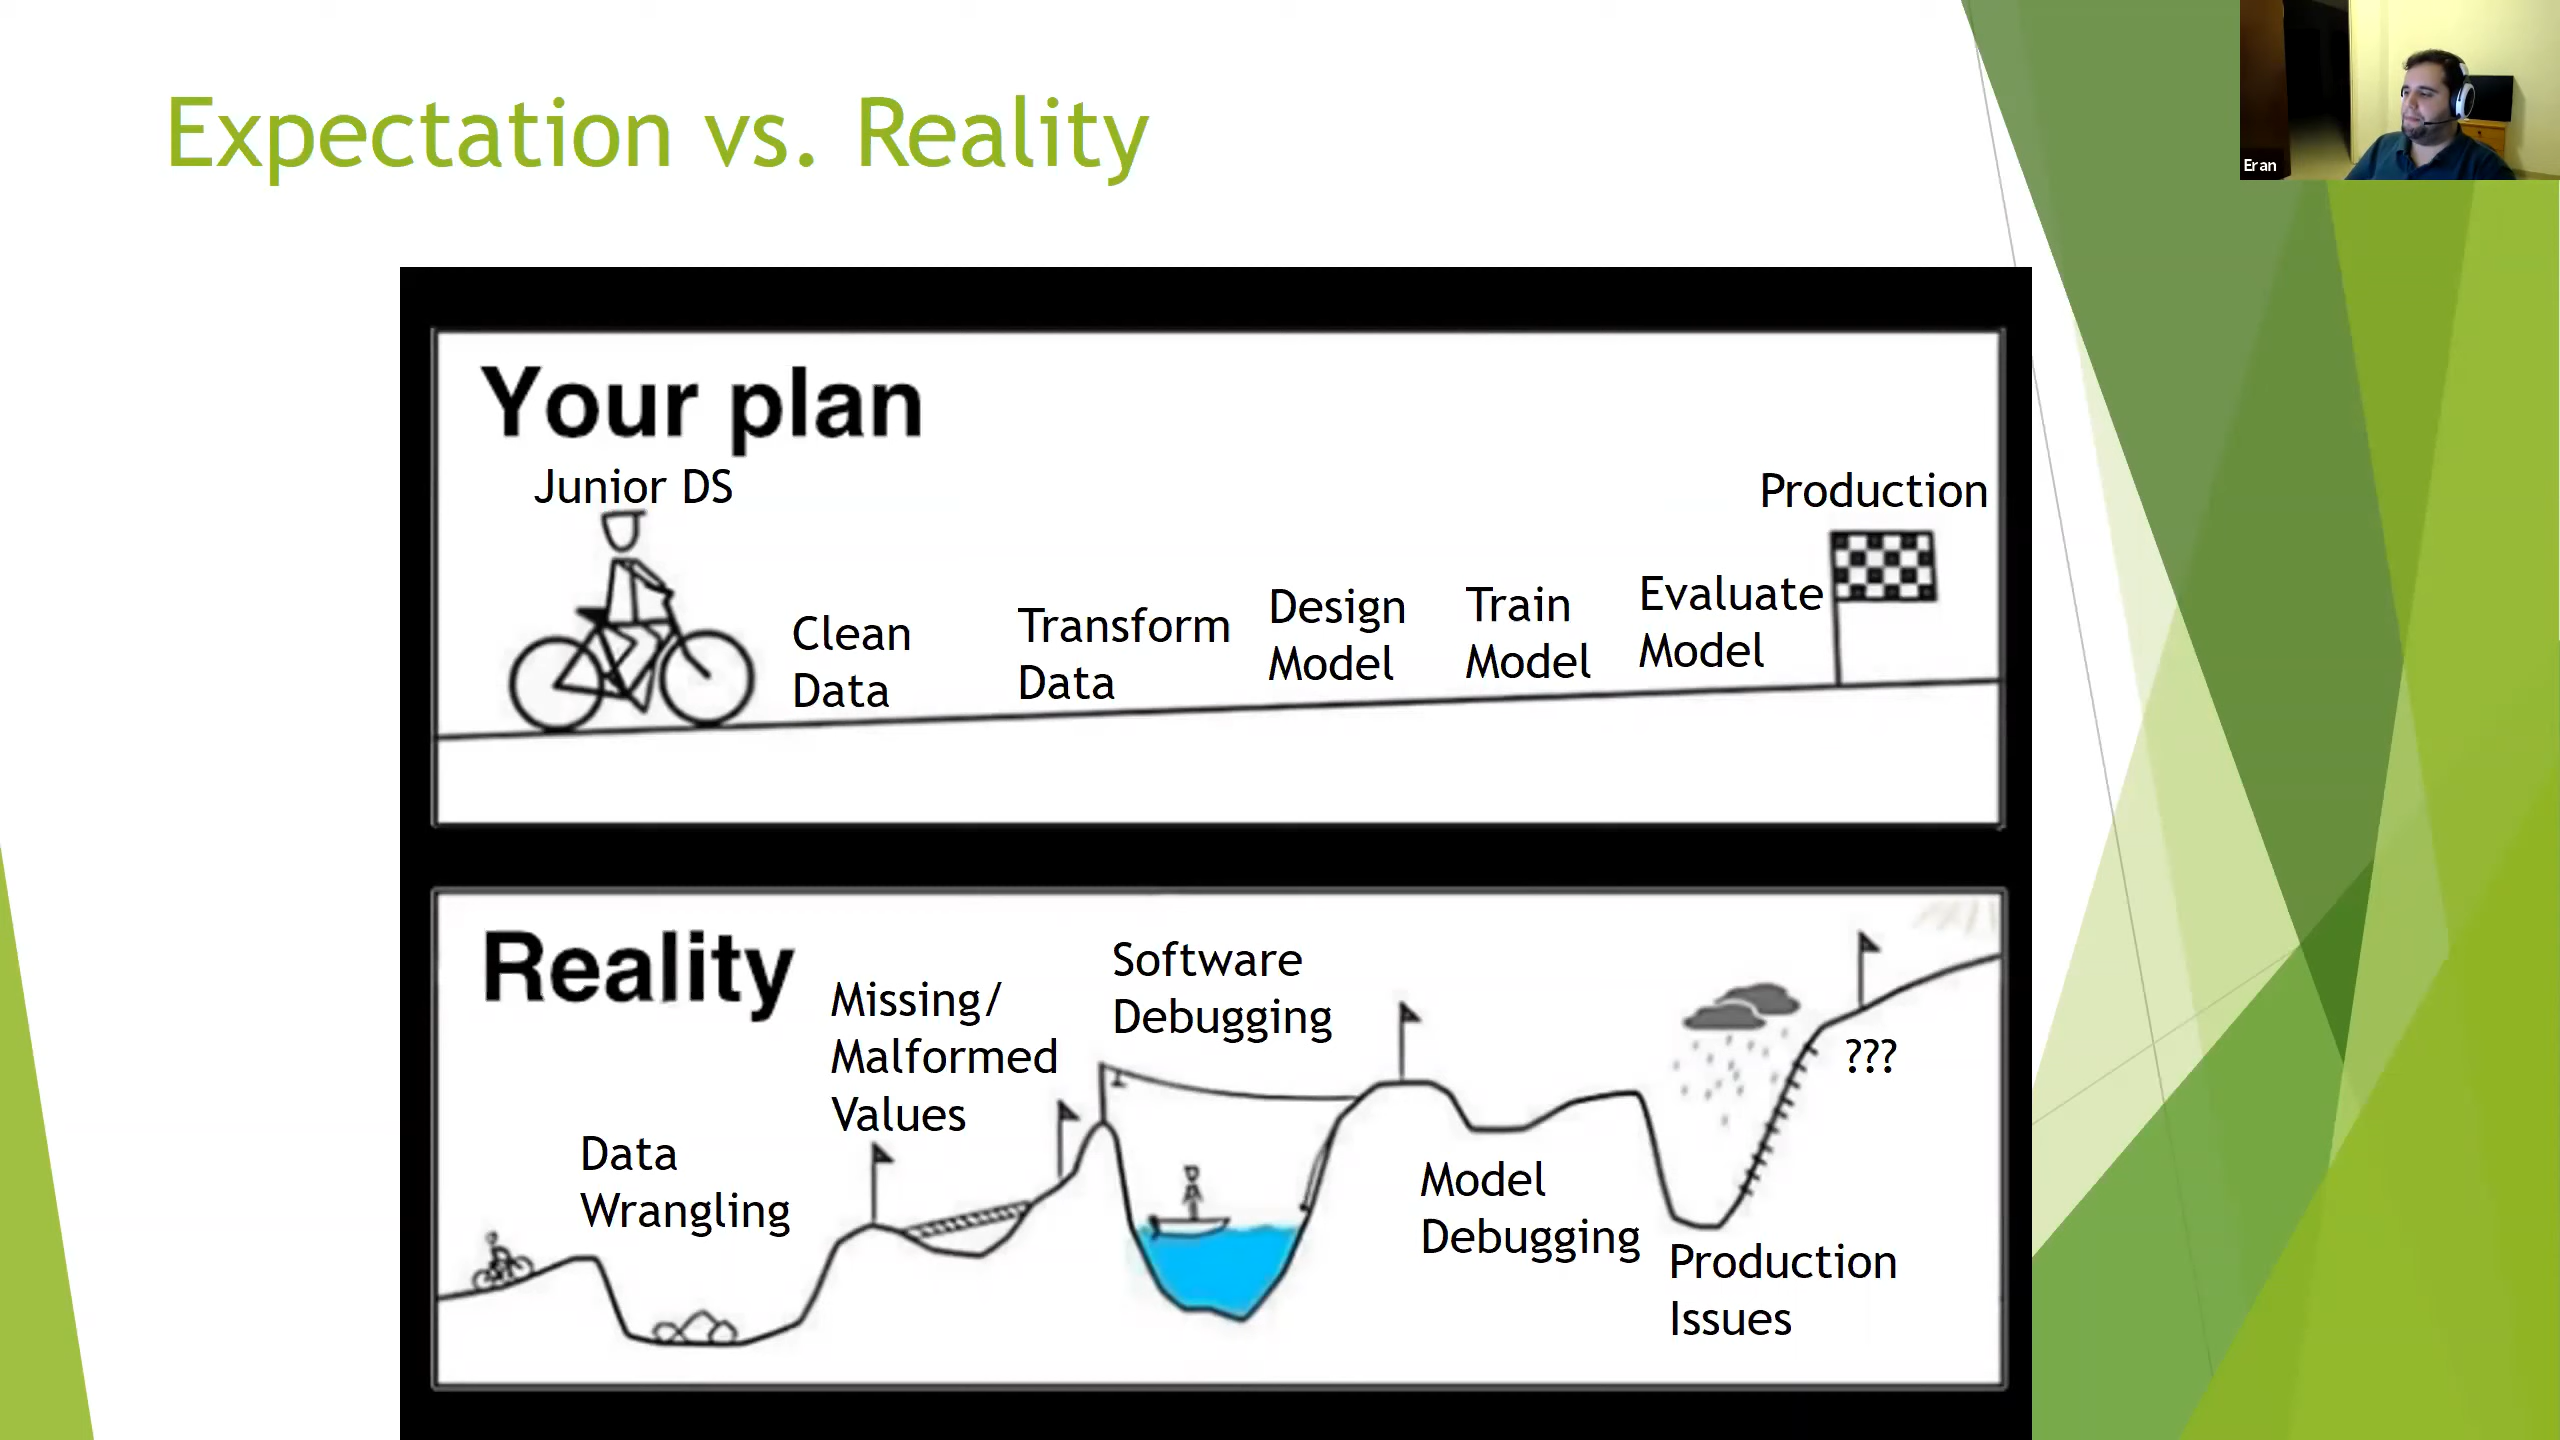 Expectation vs. Reality
Eran
Your plan
Junior DS
Production
Clean
Data
Transform
Data
Design
Model
Train
Model
Evaluate
Model
Reality
Missing/
Malformed
Values
Software
Debugging
Data
Wrangling
Model
Debugging
Production
Issues
???